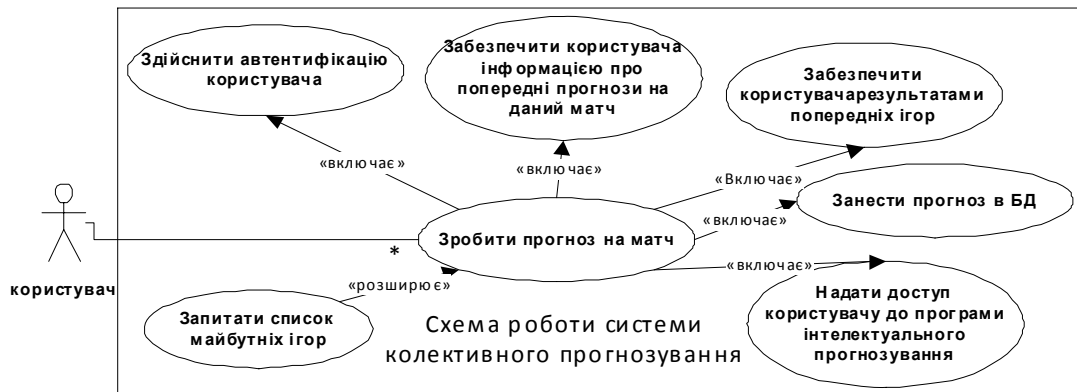 Здійснити автентифікацію
користувача
Забезпечити користувача
інформацією про
попередні прогнози на
даний матч
Забезпечити
користувачарезультатами
попередніх ігор
«включає»
«включає»
«Включає»
Занести прогноз в БД
«включає»
Зробити прогноз на матч
*
користувач
«розширює»
«включає»
Запитати список
майбутніх ігор
Схема роботи системи
колективного прогнозування
Надати доступ
користувачу до програми
інтелектуального
прогнозування